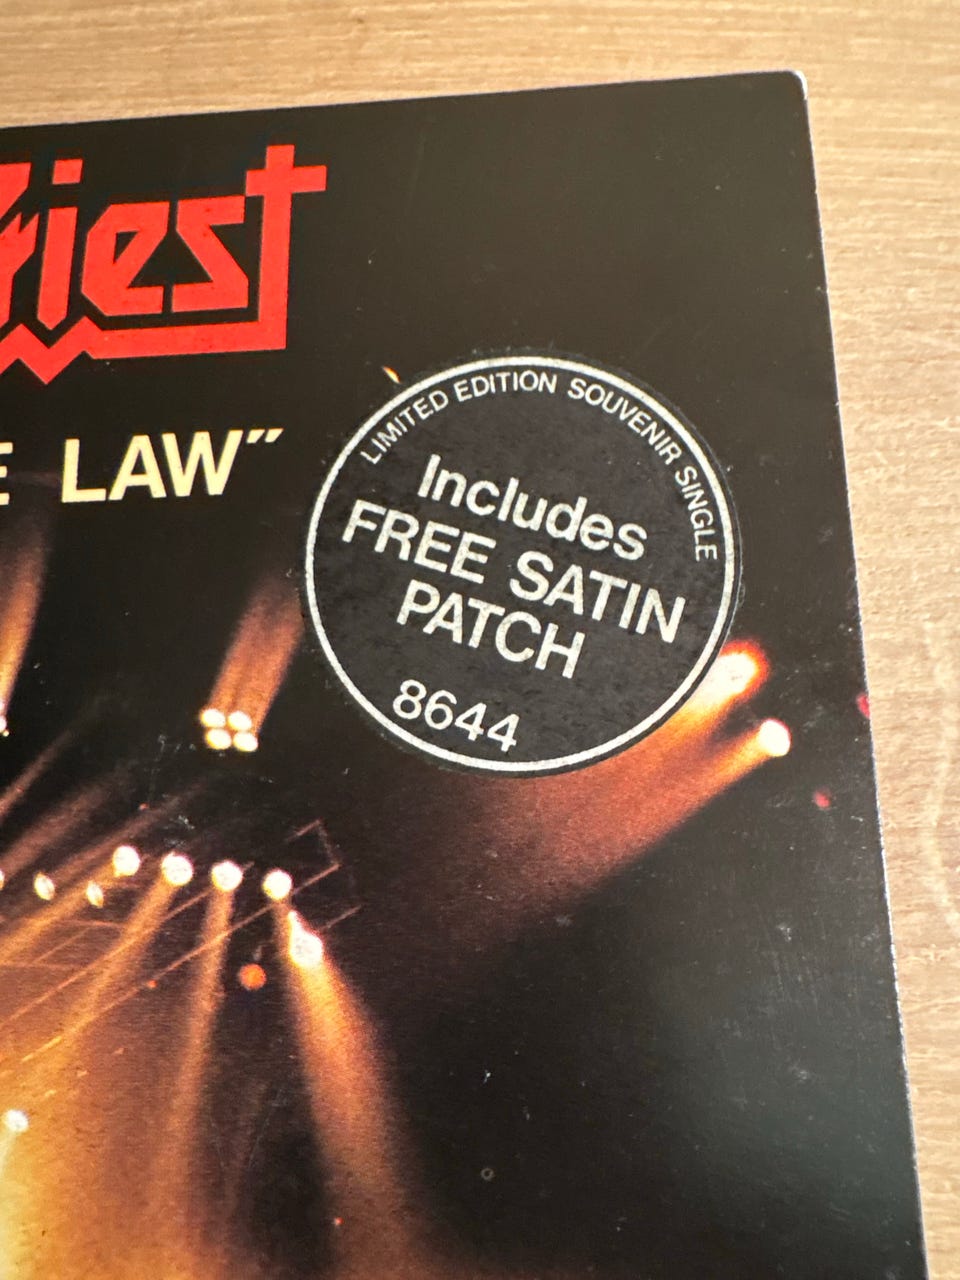 Priest
E LAW”
LIMITED EDITION SOUVENIR SINGLE
Includes
FREE SATIN
PATCH
8644